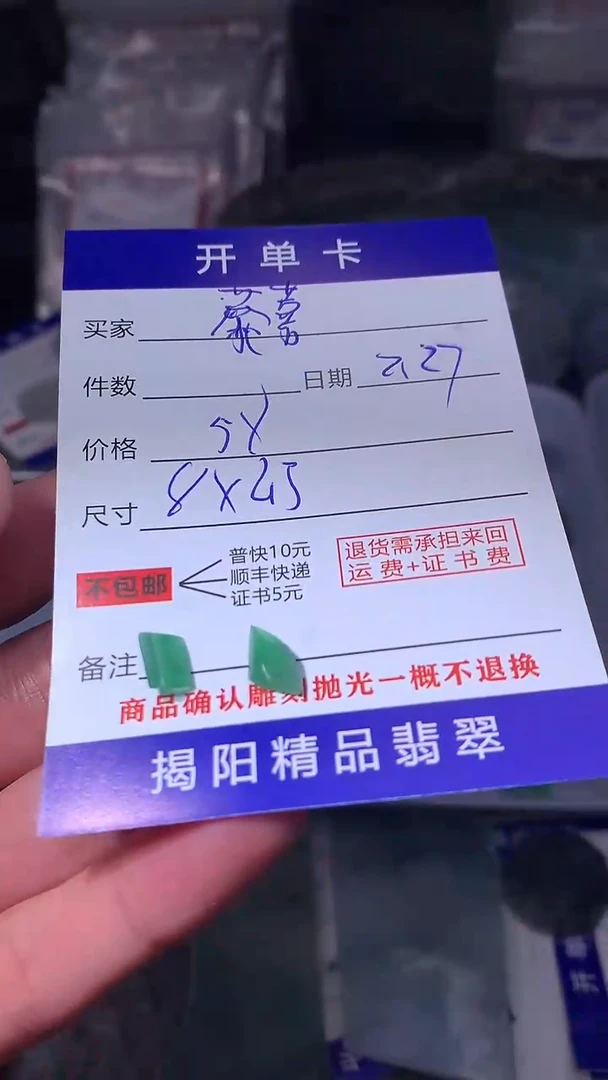 开单卡
买家
件数 日期 2.27
价格
尺寸 8X45
不包邮
普快10元
顺丰快递
证书5元
退货需承担来回
运费+证书费
备注
商品确认雕刻抛光一概不退换
揭阳精品翡翠